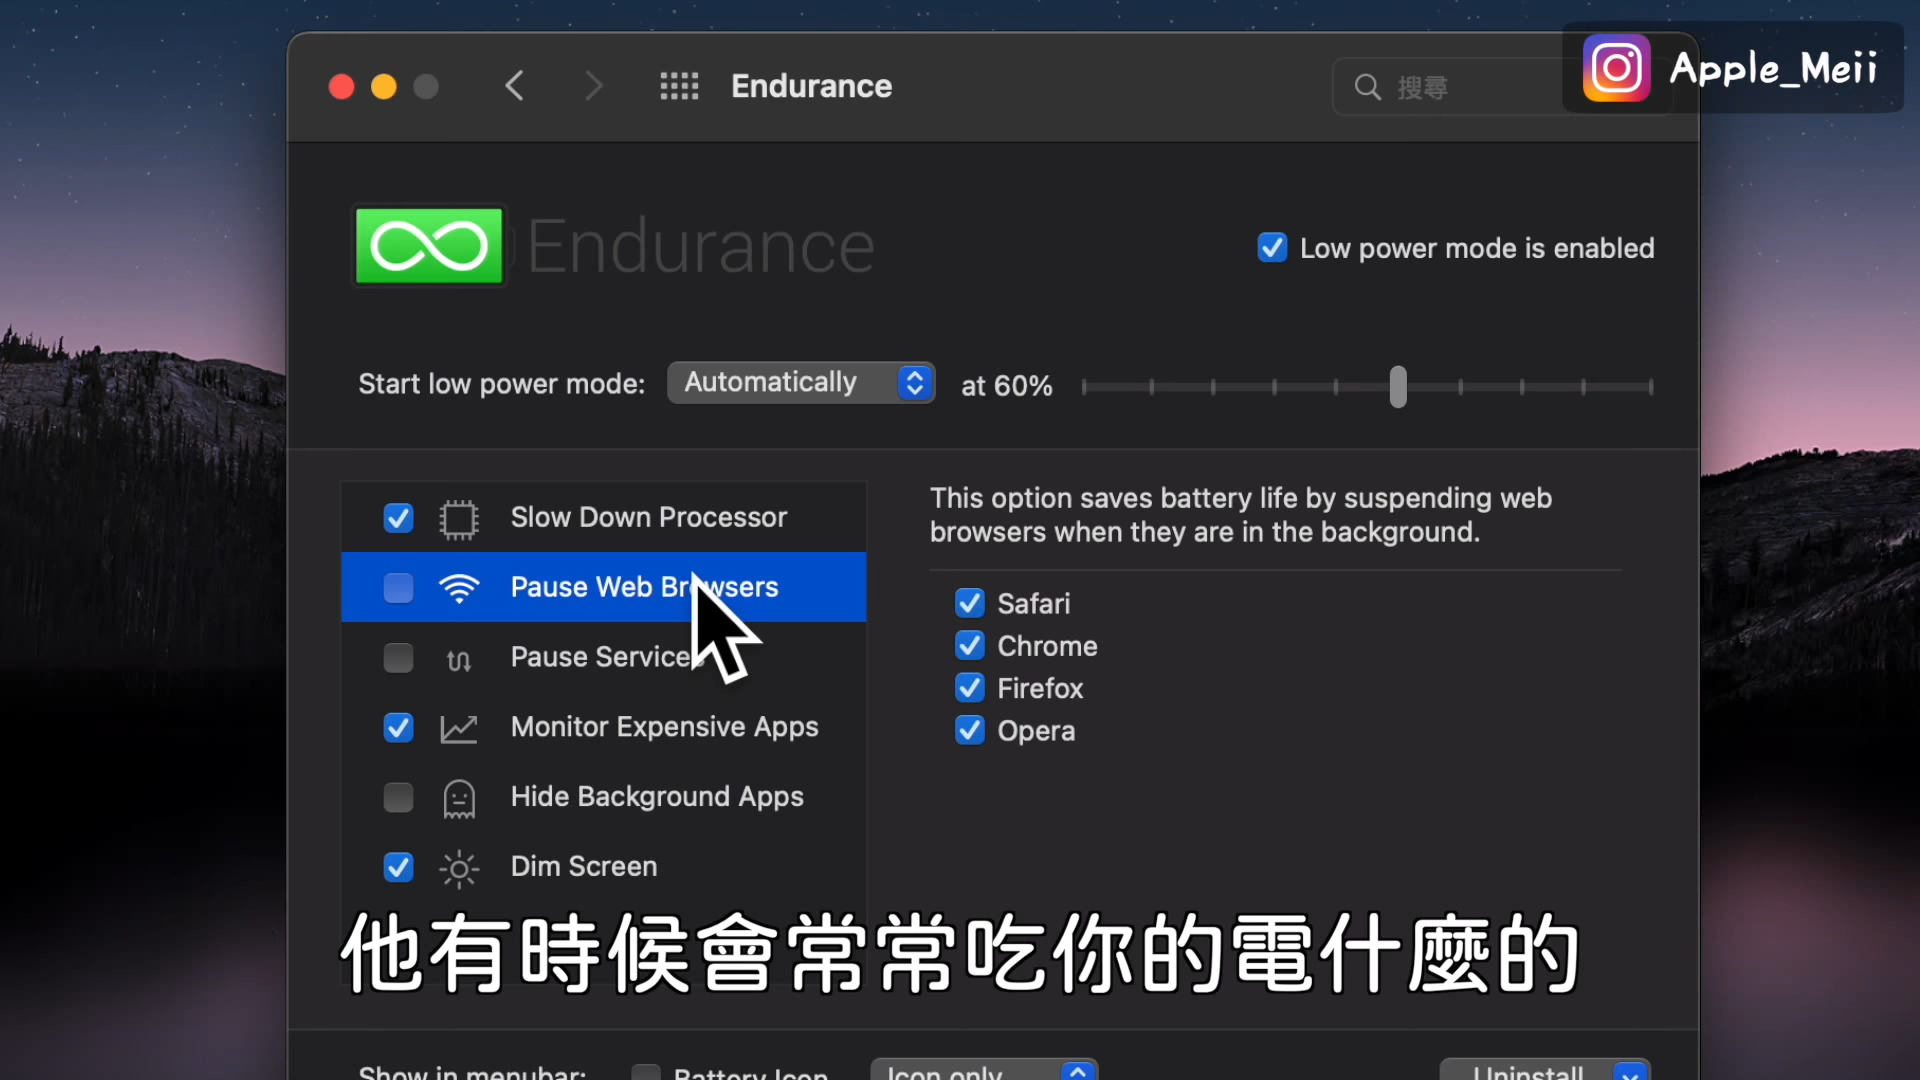 Endurance
搜尋
Apple_Meii
Endurance
Low power mode is enabled
Start low power mode:
Automatically
at 60%
Slow Down Processor
Pause Web Browsers
Pause Services
Monitor Expensive Apps
Hide Background Apps
Dim Screen
This option saves battery life by suspending web
browsers when they are in the background.
Safari
Chrome
Firefox
Opera
他有時候會常常吃你的電什麼的
Show in menubar:
Battery Icon
Icon only
Uninstall